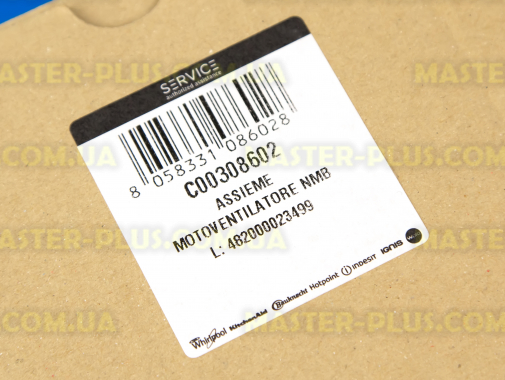 MASTER-PLUS.COM.UA
SERVICE
authorized assistance
8 058331 086028
C00308602
ASSIEME
MOTOVENTILATORE NMB
L: 482000023499
Whirlpool KitchenAid Bauknecht Hotpoint indesit IGNIS